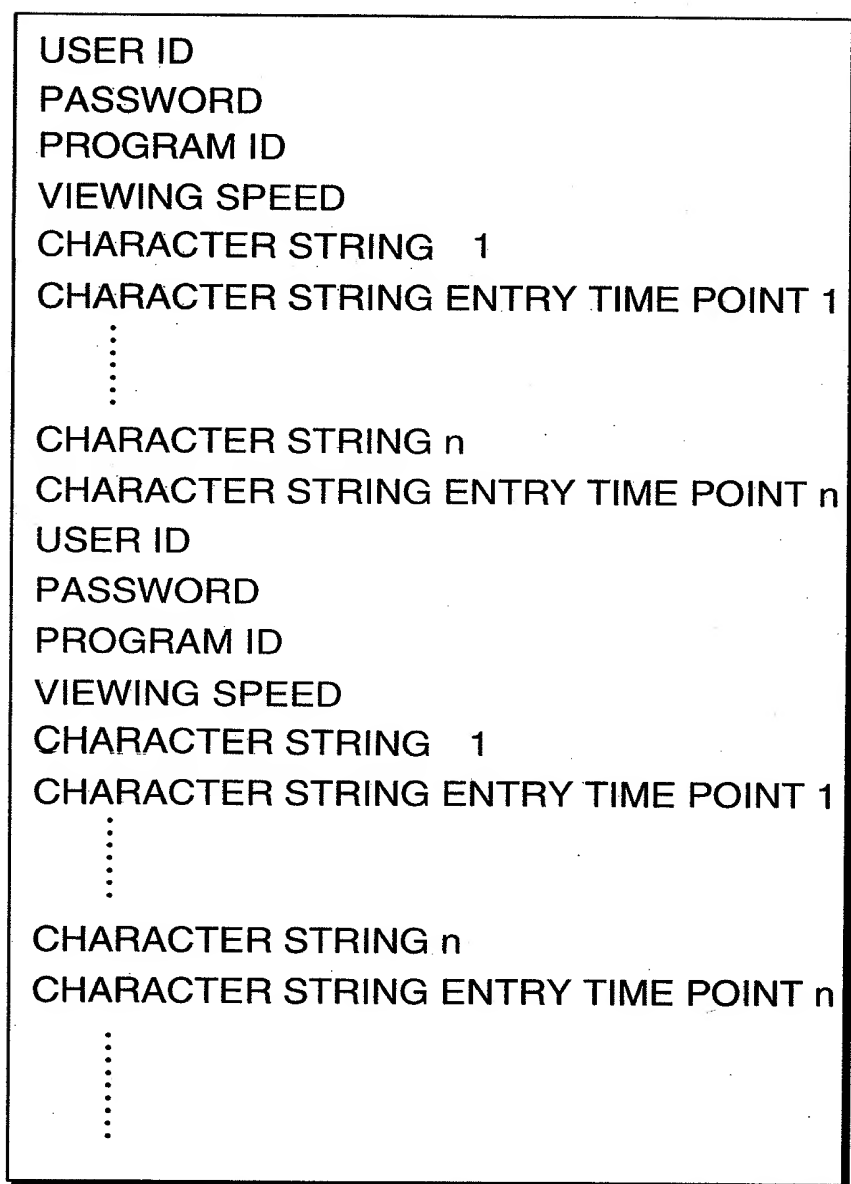 USER ID
PASSWORD
PROGRAM ID
VIEWING SPEED
CHARACTER STRING 1
CHARACTER STRING ENTRY TIME POINT 1
CHARACTER STRING n
CHARACTER STRING ENTRY TIME POINT n
USER ID
PASSWORD
PROGRAM ID
VIEWING SPEED
CHARACTER STRING 1
CHARACTER STRING ENTRY TIME POINT 1
CHARACTER STRING n
CHARACTER STRING ENTRY TIME POINT n